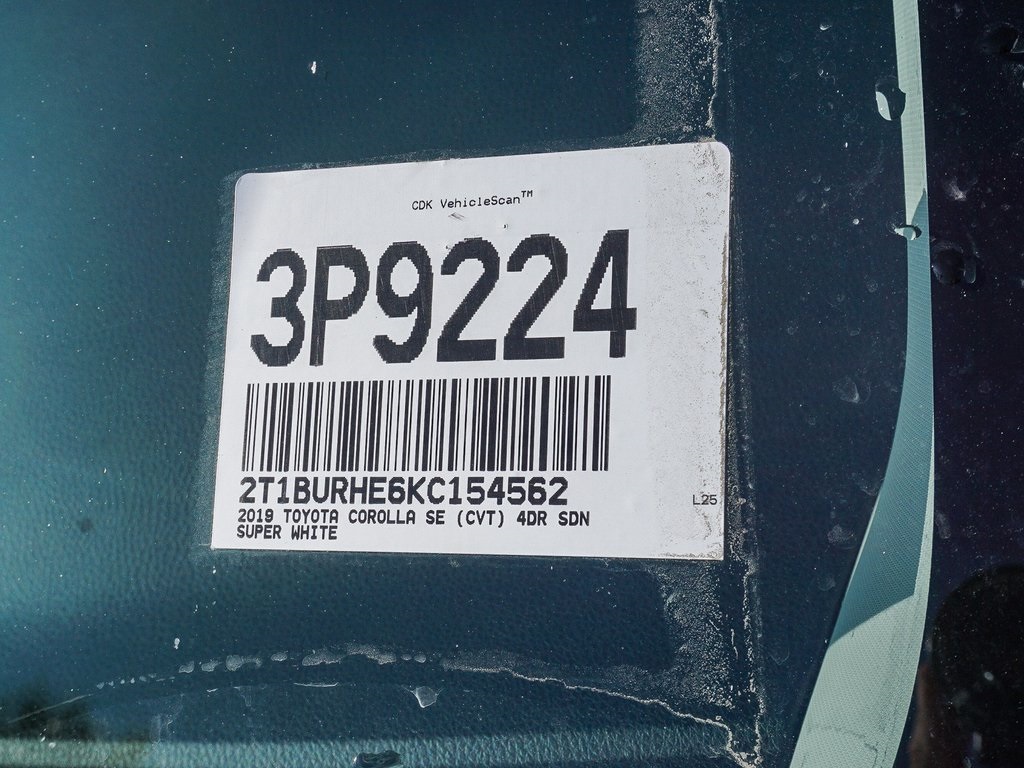 CDK VehicleScan™
3P9224
2T1BURHE6KC154562
2019 TOYOTA COROLLA SE (CVT) 4DR SDN
SUPER WHITE
L25